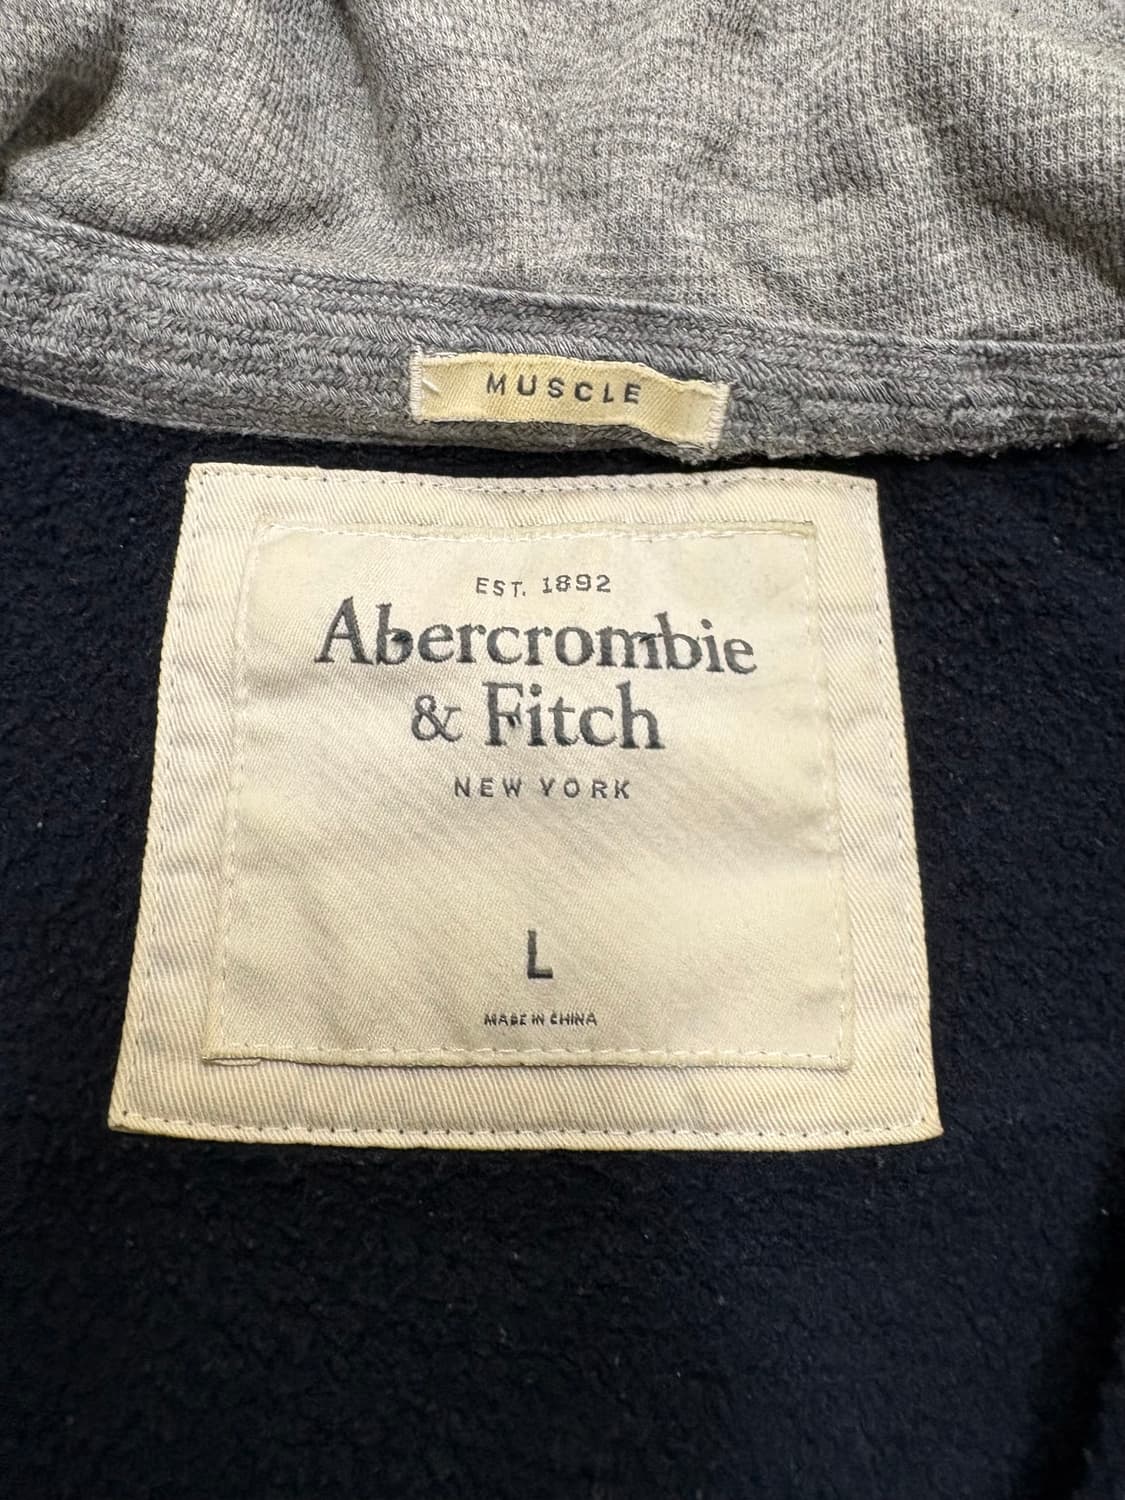 MUSCLE
EST. 1892
Abercrombie
& Fitch
NEW YORK
L
MADE IN CHINA